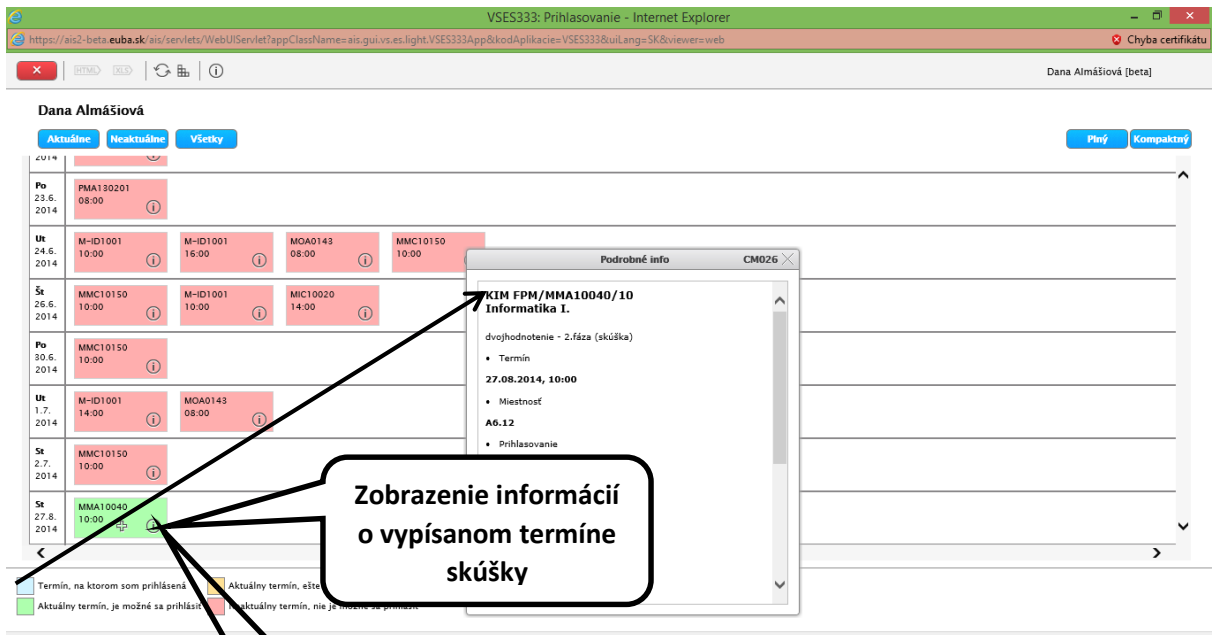 VSES333: Prihlasovanie - Internet Explorer
https://ais2-beta.euba.sk/ais/servlets/WebUIServlet?appClassName=ais.gui.vs.es.light.VSES333App&kodAplikacie=VSES333&uiLang=SK&viewer=web
Chyba certifikátu
HTML XLS
Dana Almášiová [beta]
Dana Almášiová
Aktuálne Neaktuálne Všetky
Plný Kompaktný
2014
Po
23.6.
2014
PMA130201
08:00
Ut
24.6.
2014
M-ID1001
10:00
M-ID1001
16:00
MOA0143
08:00
MMC10150
10:00
Št
26.6.
2014
MMC10150
10:00
M-ID1001
10:00
MIC10020
14:00
Po
30.6.
2014
MMC10150
10:00
Ut
1.7.
2014
M-ID1001
14:00
MOA0143
08:00
St
2.7.
2014
MMC10150
10:00
St
27.8.
2014
MMA10040
10:00
Podrobné info CM026
KIM FPM/MMA10040/10
Informatika I.
dvojhodnotenie - 2.fáza (skúška)
• Termín
27.08.2014, 10:00
• Miestnosť
A6.12
• Prihlasovanie
Zobrazenie informácií
o vypísanom termíne
skúšky
Termín, na ktorom som prihlásená
Aktuálny termín, ešte
Aktuálny termín, je možné sa prihlásiť
Neaktuálny termín, nie je možné sa prihlásiť